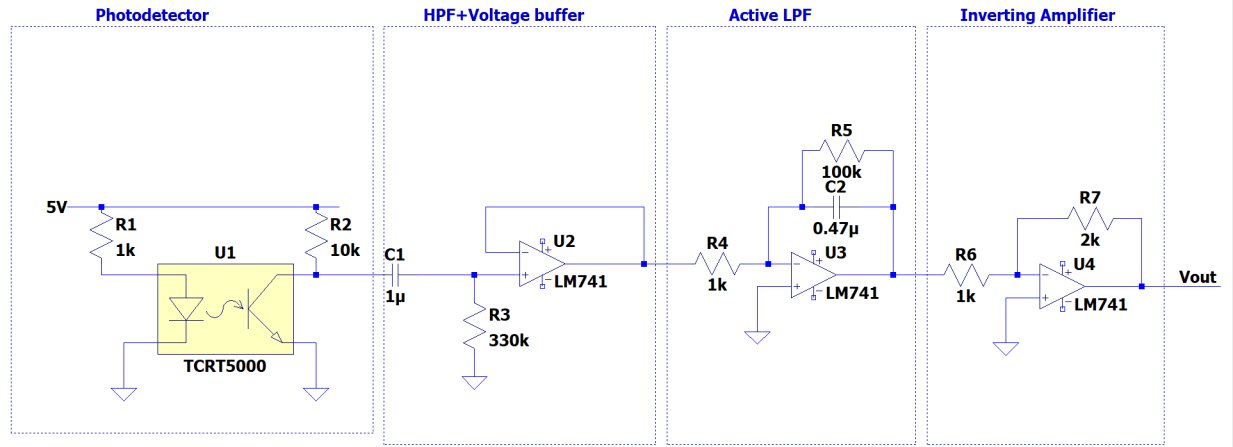 Photodetector
HPF+Voltage buffer
Active LPF
Inverting Amplifier
5V
R1
1k
R2
10k
U1
TCRT5000
C1
1µ
R3
330k
U2
LM741
R4
1k
R5
100k
C2
0.47µ
U3
LM741
R6
1k
R7
2k
U4
LM741
Vout